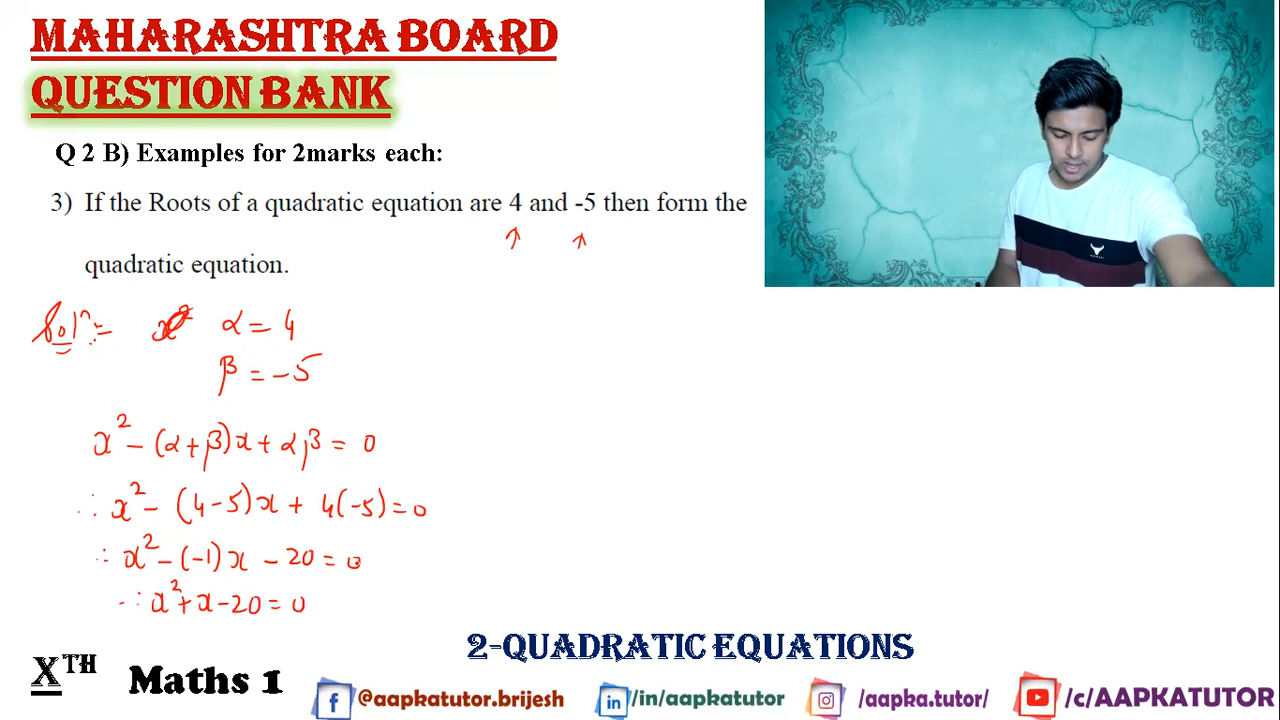 MAHARASHTRA BOARD
QUESTION BANK
Q 2 B) Examples for 2marks each:
3) If the Roots of a quadratic equation are 4 and -5 then form the
quadratic equation.
Solⁿ:-
α = 4
β = -5
x² - (α+β)x + αβ = 0
∴ x² - (4-5)x + 4(-5) = 0
∴ x² - (-1)x - 20 = 0
∴ x² + x - 20 = 0
2-QUADRATIC EQUATIONS
XTH Maths 1
@aapkatutor.brijesh
/in/aapkatutor
/aapka.tutor/
/c/AAPKATUTOR